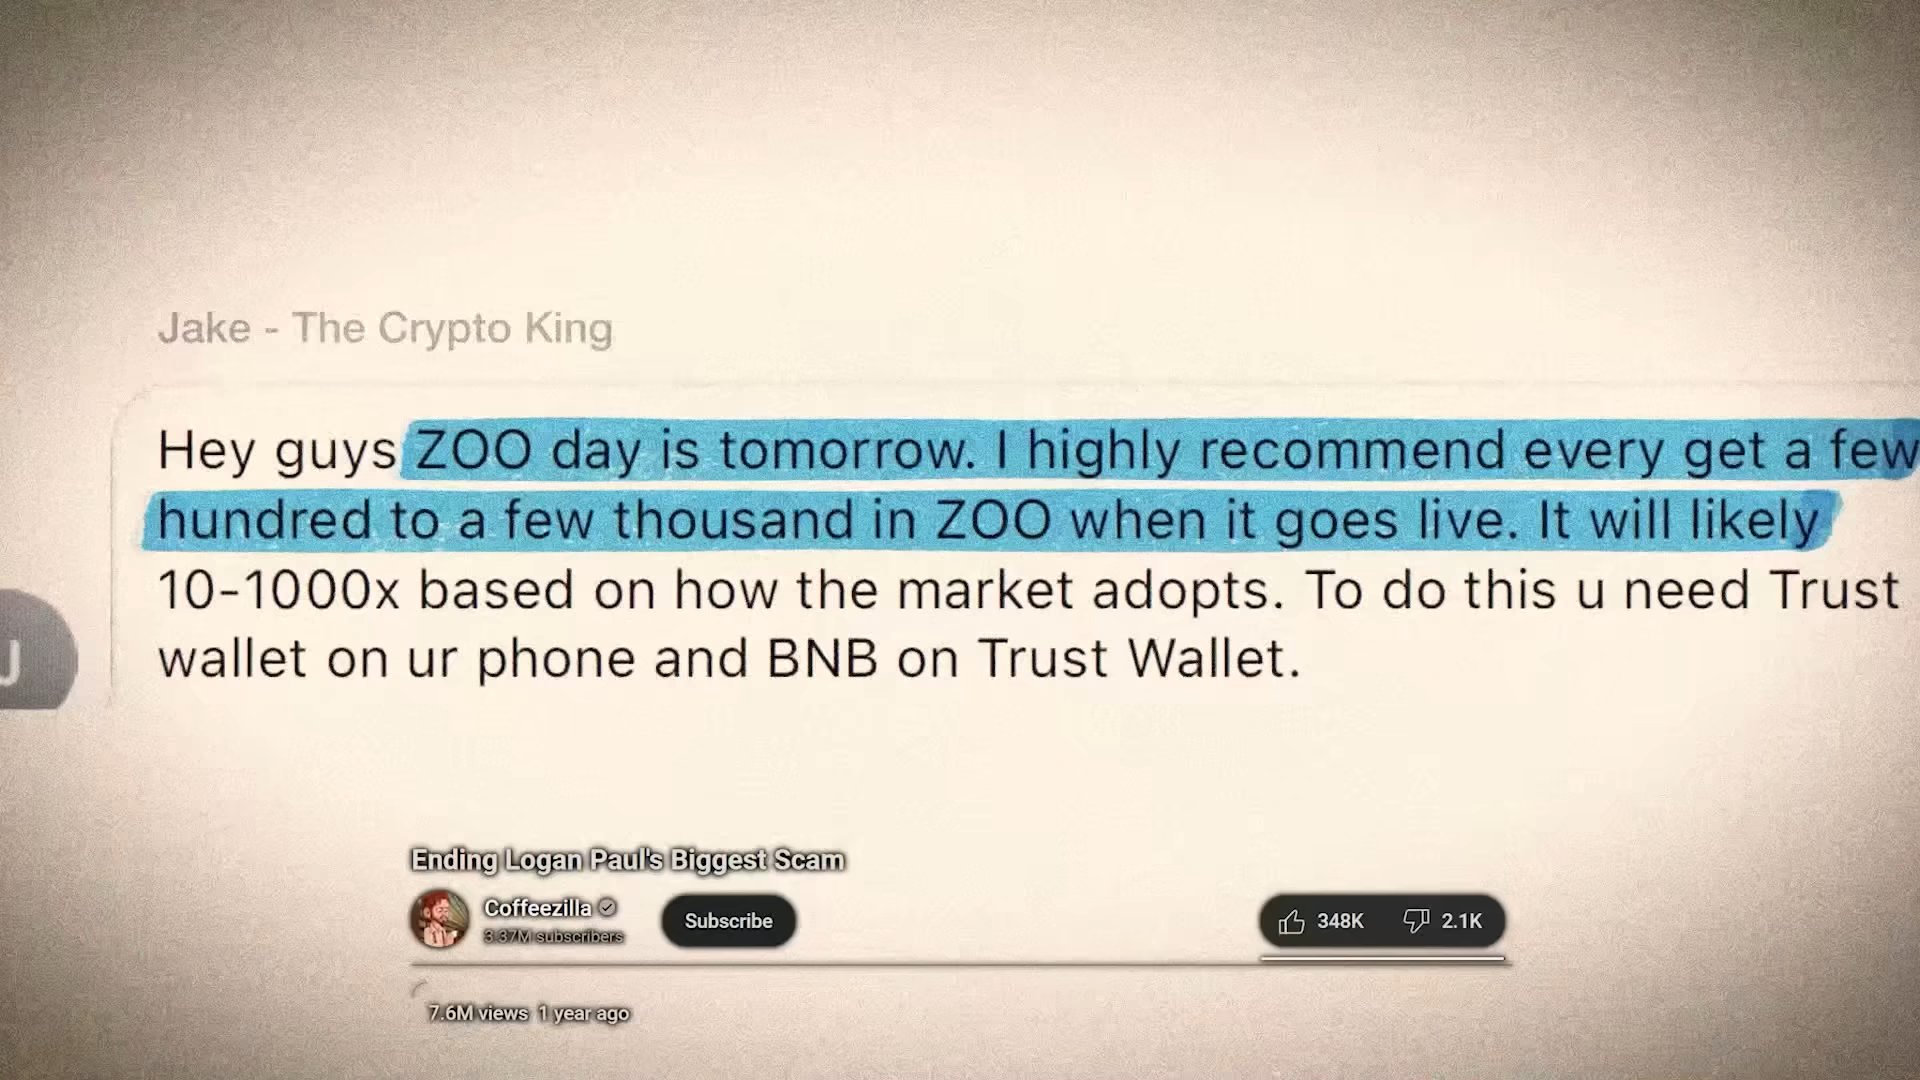 Jake - The Crypto King
Hey guys ZOO day is tomorrow. I highly recommend every get a few
hundred to a few thousand in ZOO when it goes live. It will likely
10-1000x based on how the market adopts. To do this u need Trust
wallet on ur phone and BNB on Trust Wallet.
J
Ending Logan Paul's Biggest Scam
Coffeezilla
3.37M subscribers
Subscribe
348K
2.1K
7.6M views 1 year ago